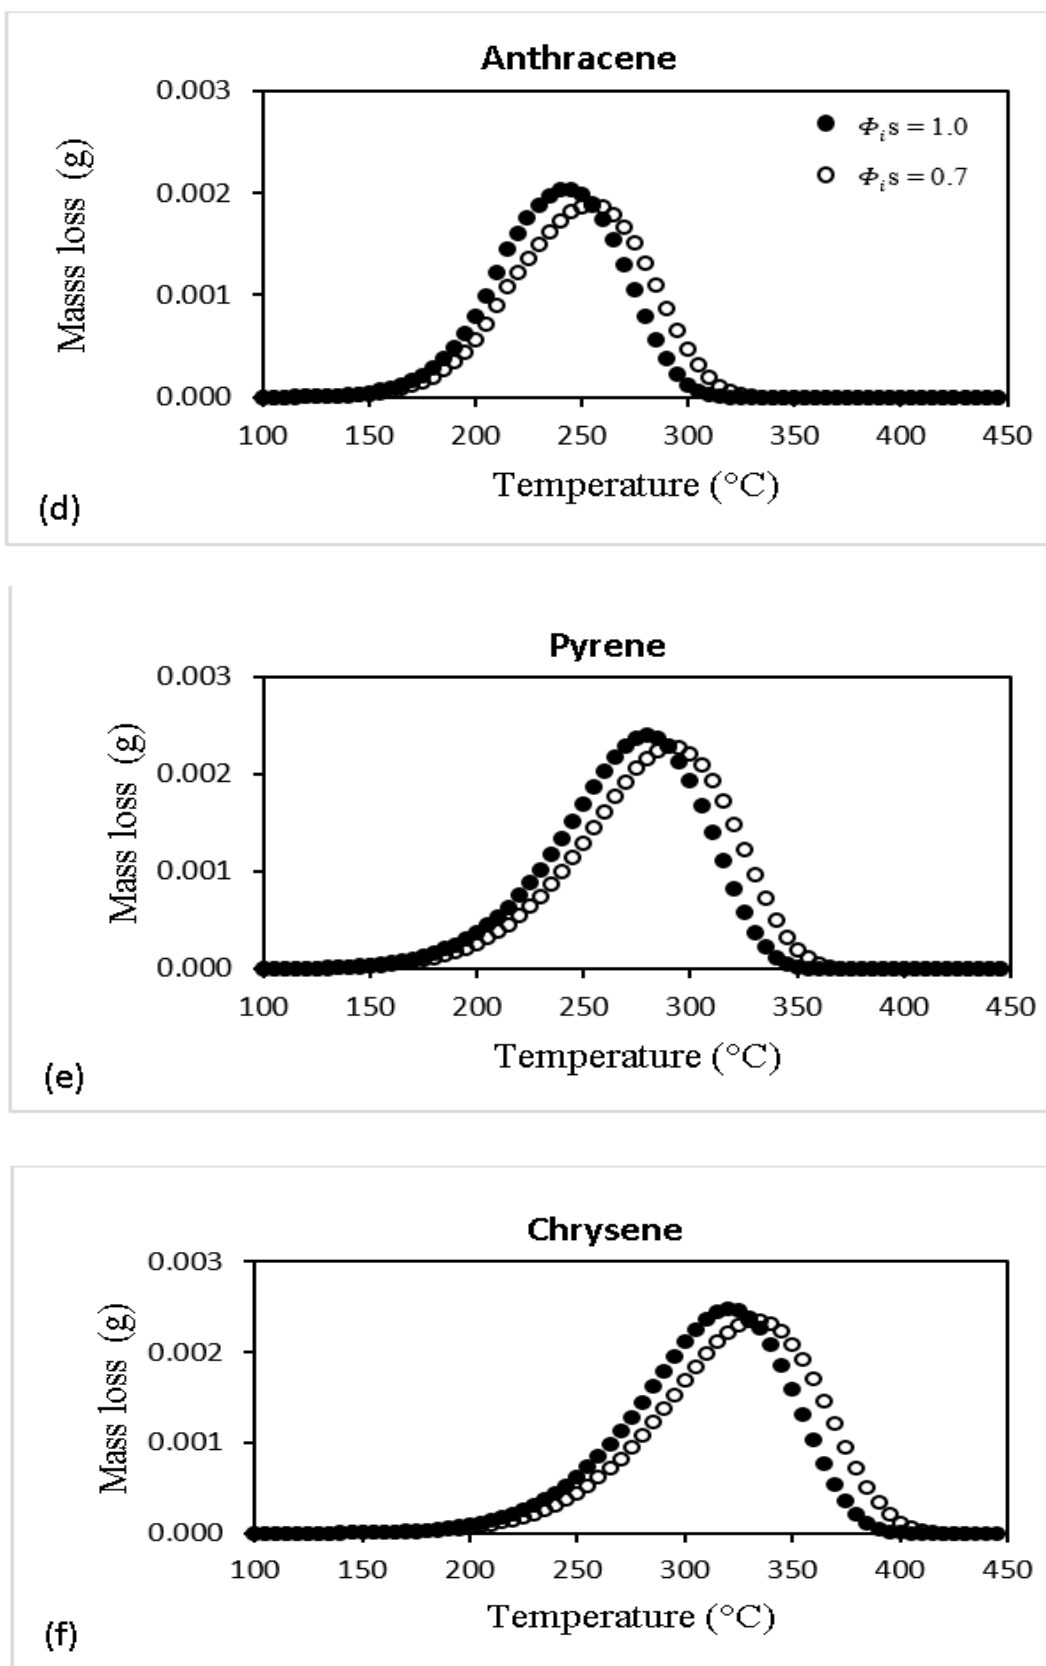 Anthracene
Masss loss (g)
0.003
0.002
0.001
0.000
Φᵢs = 1.0
Φᵢs = 0.7
100 150 200 250 300 350 400 450
Temperature (°C)
(d)
Pyrene
Mass loss (g)
0.003
0.002
0.001
0.000
100 150 200 250 300 350 400 450
Temperature (°C)
(e)
Chrysene
Mass loss (g)
0.003
0.002
0.001
0.000
100 150 200 250 300 350 400 450
Temperature (°C)
(f)